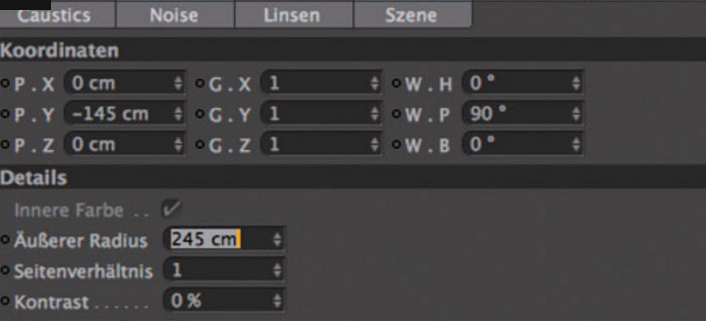 Caustics Noise Linsen Szene
Koordinaten
P . X 0 cm G . X 1 W . H 0 °
P . Y -145 cm G . Y 1 W . P 90 °
P . Z 0 cm G . Z 1 W . B 0 °
Details
Innere Farbe . .
Äußerer Radius 245 cm
Seitenverhältnis 1
Kontrast . . . . . . 0 %